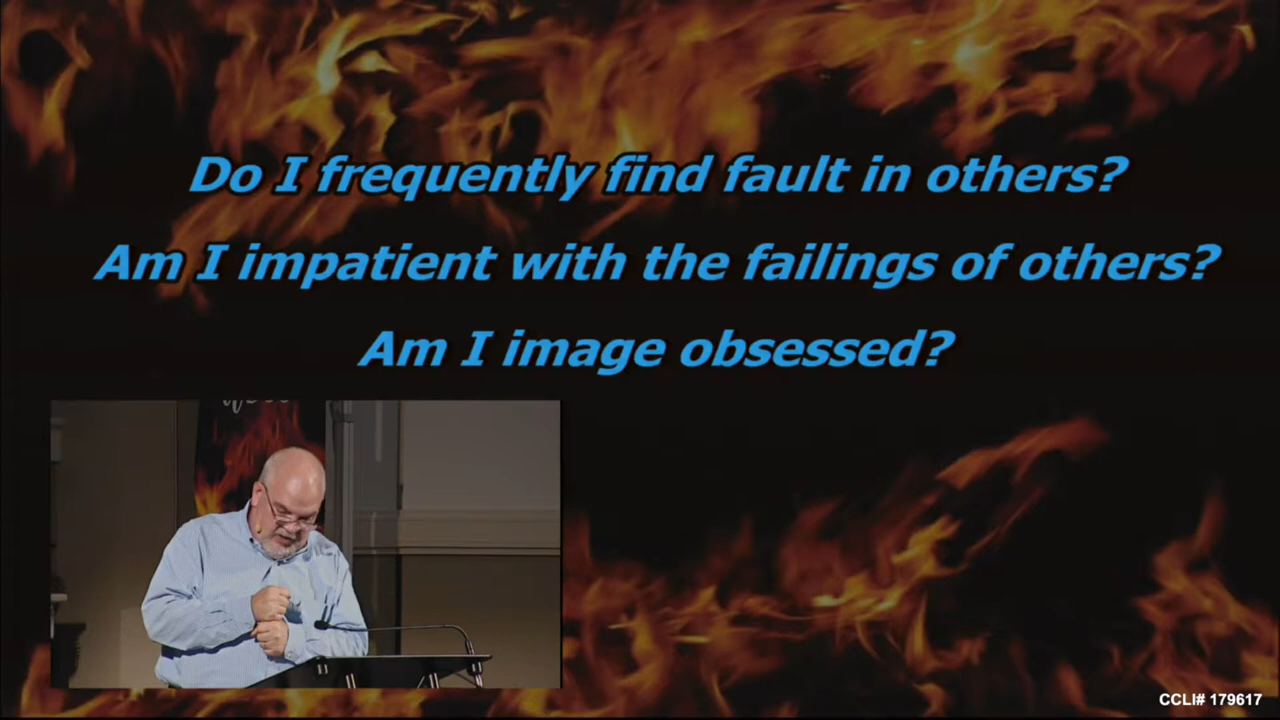 Do I frequently find fault in others?
Am I impatient with the failings of others?
Am I image obsessed?
CCLI# 179617